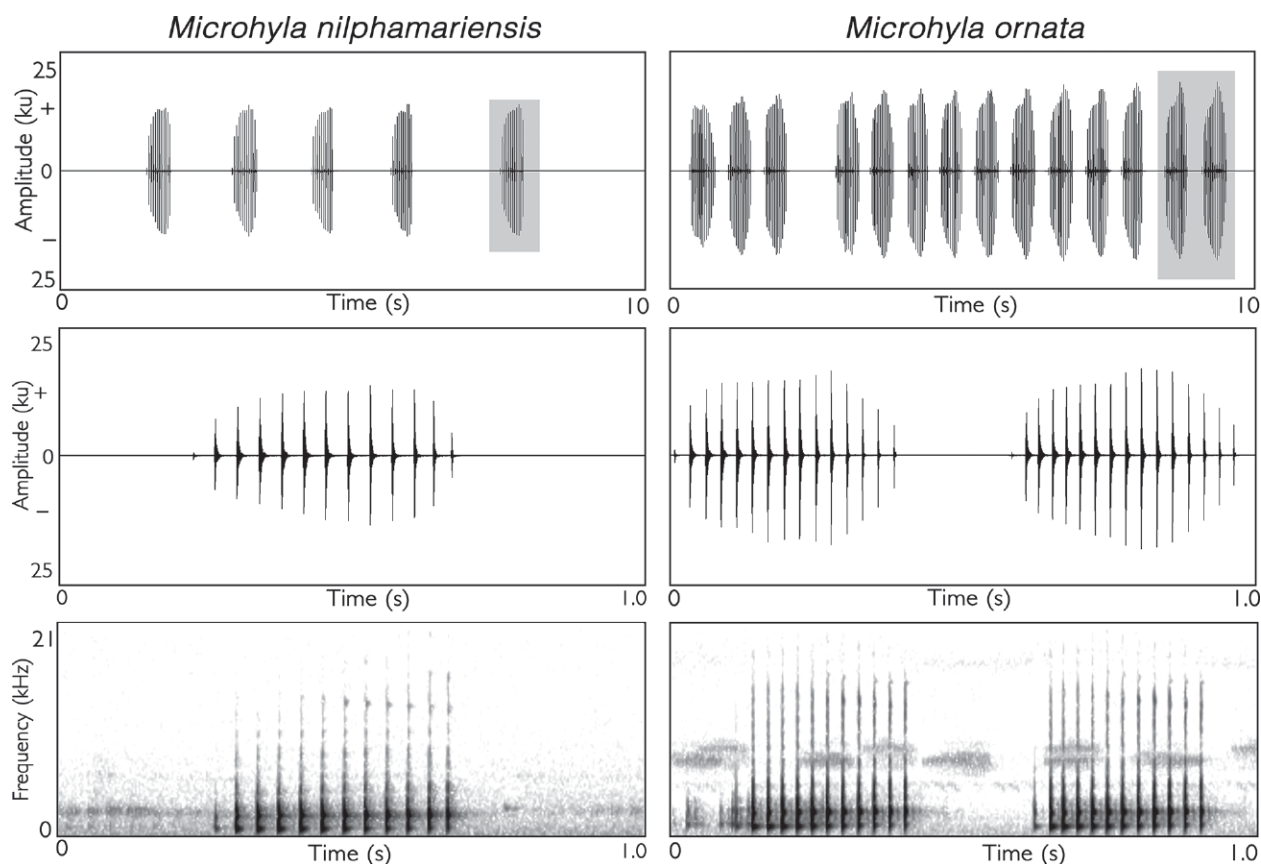 Microhyla nilphamariensis
Microhyla ornata
25
+
Amplitude (ku)
0
–
25
0
Time (s)
10
0
Time (s)
10
25
+
Amplitude (ku)
0
–
25
0
Time (s)
1.0
0
Time (s)
1.0
21
Frequency (kHz)
0
0
Time (s)
1.0
0
Time (s)
1.0